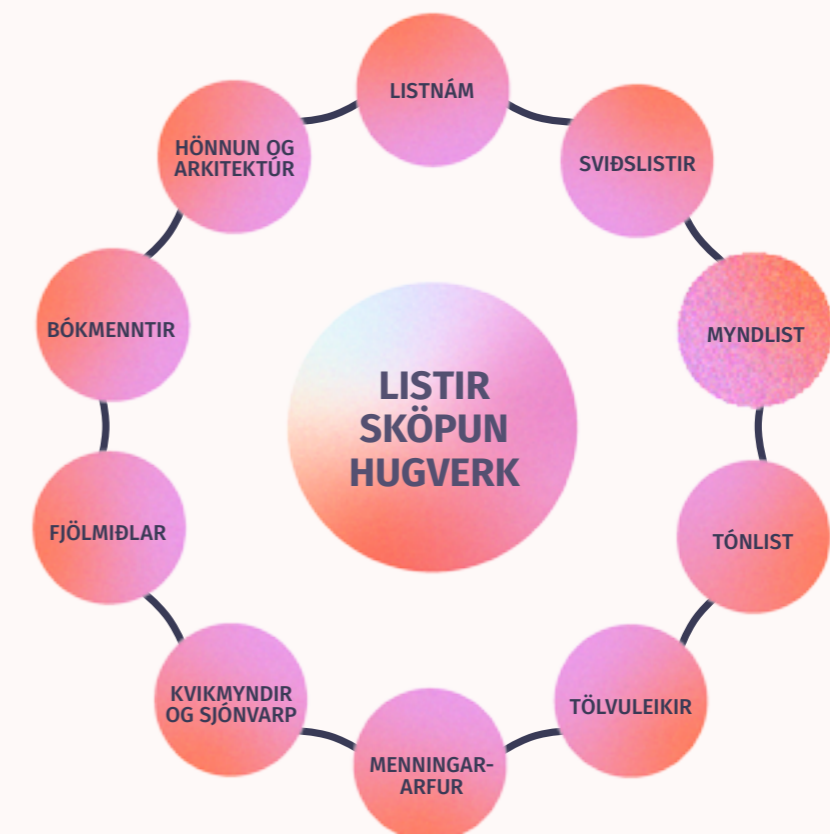 LISTNÁM
SVIÐSLISTIR
MYNDLIST
TÓNLIST
TÖLVULEIKIR
MENNINGAR-
ARFUR
KVIKMYNDIR
OG SJÓNVARP
FJÖLMIÐLAR
BÓKMENNTIR
HÖNNUN OG
ARKITEKTÚR
LISTIR
SKÖPUN
HUGVERK